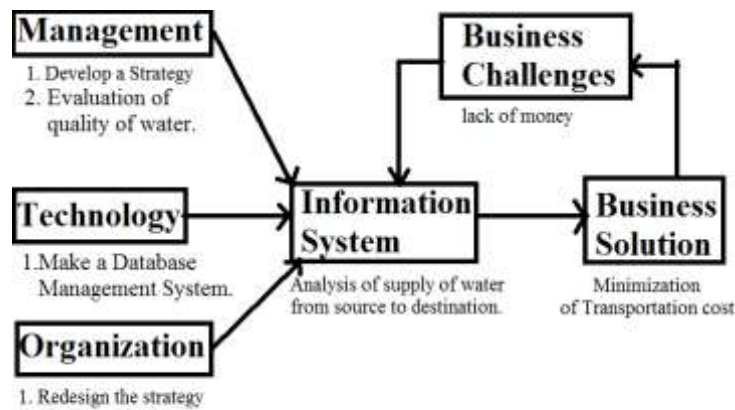 Management
1. Develop a Strategy
2. Evaluation of
quality of water.
Technology
1.Make a Database
Management System.
Organization
1. Redesign the strategy
Business
Challenges
lack of money
Information
System
Analysis of supply of water
from source to destination.
Business
Solution
Minimization
of Transportation cost